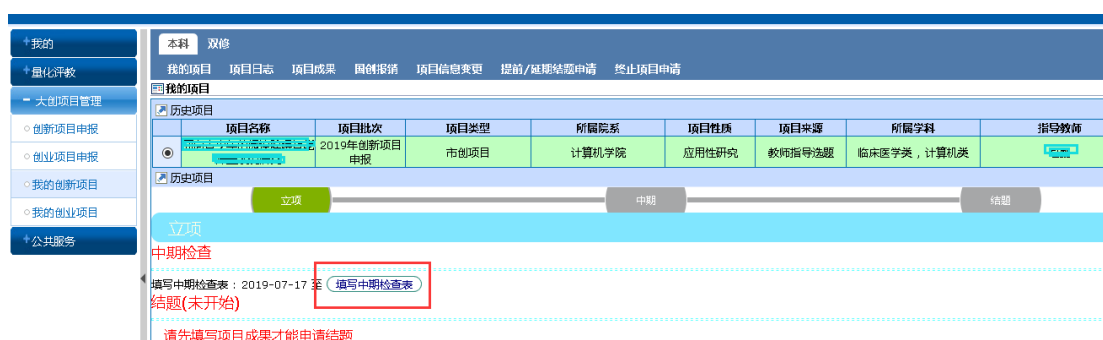 +我的
+量化评教
- 大创项目管理
创新项目申报
创业项目申报
我的创新项目
我的创业项目
+公共服务
本科 双修
我的项目 项目日志 项目成果 国创报销 项目信息变更 提前/延期结题申请 终止项目申请
我的项目
历史项目
项目名称 项目批次 项目类型 所属院系 项目性质 项目来源 所属学科 指导教师
2019年创新项目申报 市创项目 计算机学院 应用性研究 教师指导选题 临床医学类，计算机类
历史项目
立项 中期 结题
立项
中期检查
填写中期检查表：2019-07-17 至 填写中期检查表
结题(未开始)
请先填写项目成果才能申请结题